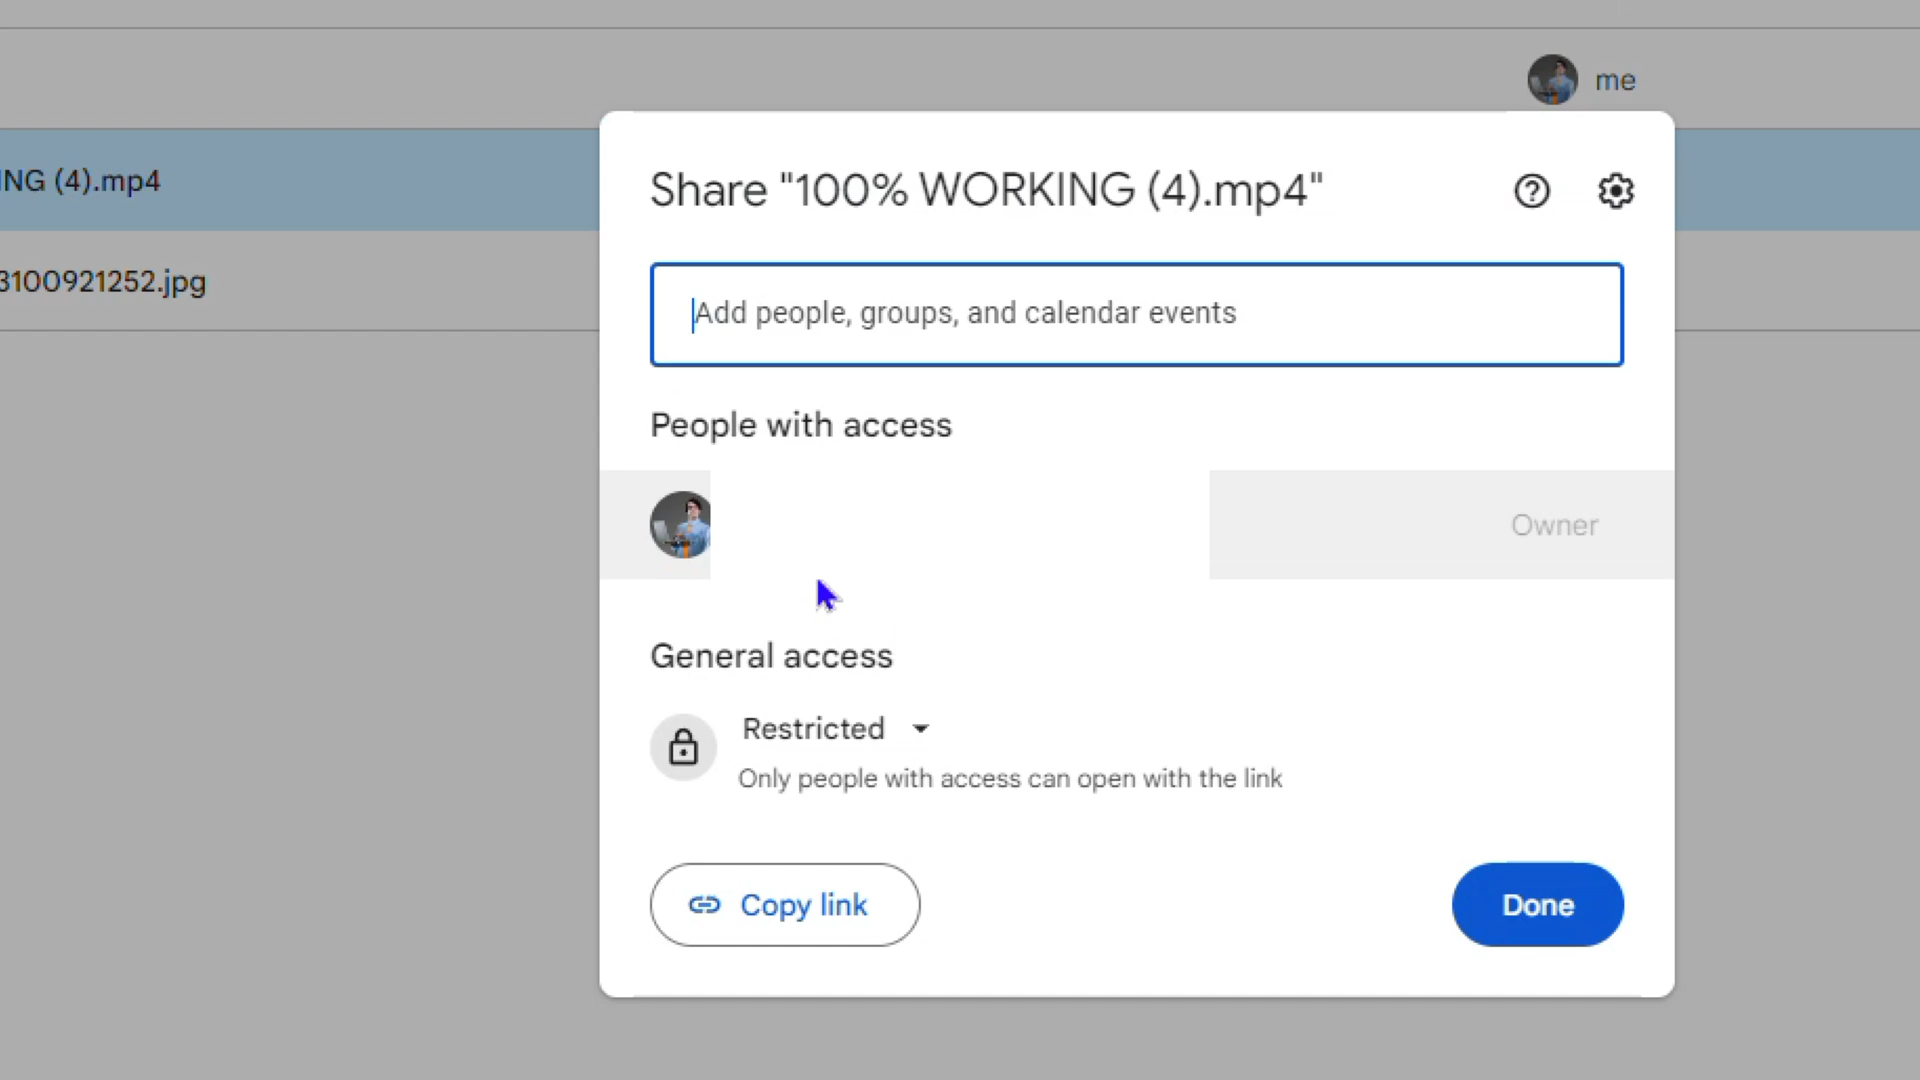 me
Share "100% WORKING (4).mp4"
ING (4).mp4
Add people, groups, and calendar events
3100921252.jpg
People with access
Owner
General access
Restricted
Only people with access can open with the link
Copy link
Done